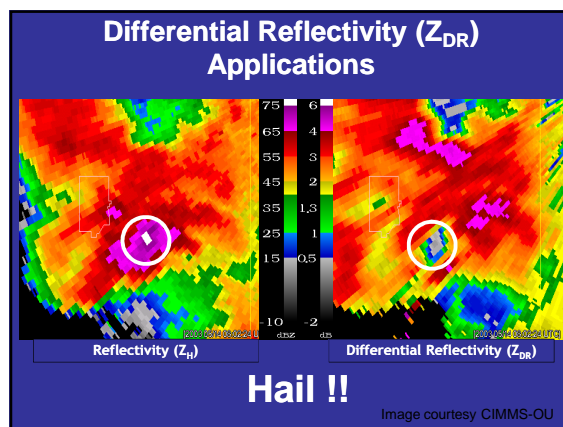 Differential Reflectivity (ZDR)
Applications
75 6
65 4
55 3
45 2
35 1.3
25 1
15 0.5
-10 -2
dBZ dB
Reflectivity (ZH)
Differential Reflectivity (ZDR)
Hail !!
Image courtesy CIMMS-OU